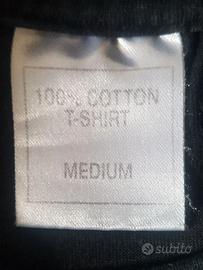 100% COTTON
T-SHIRT
MEDIUM
subito